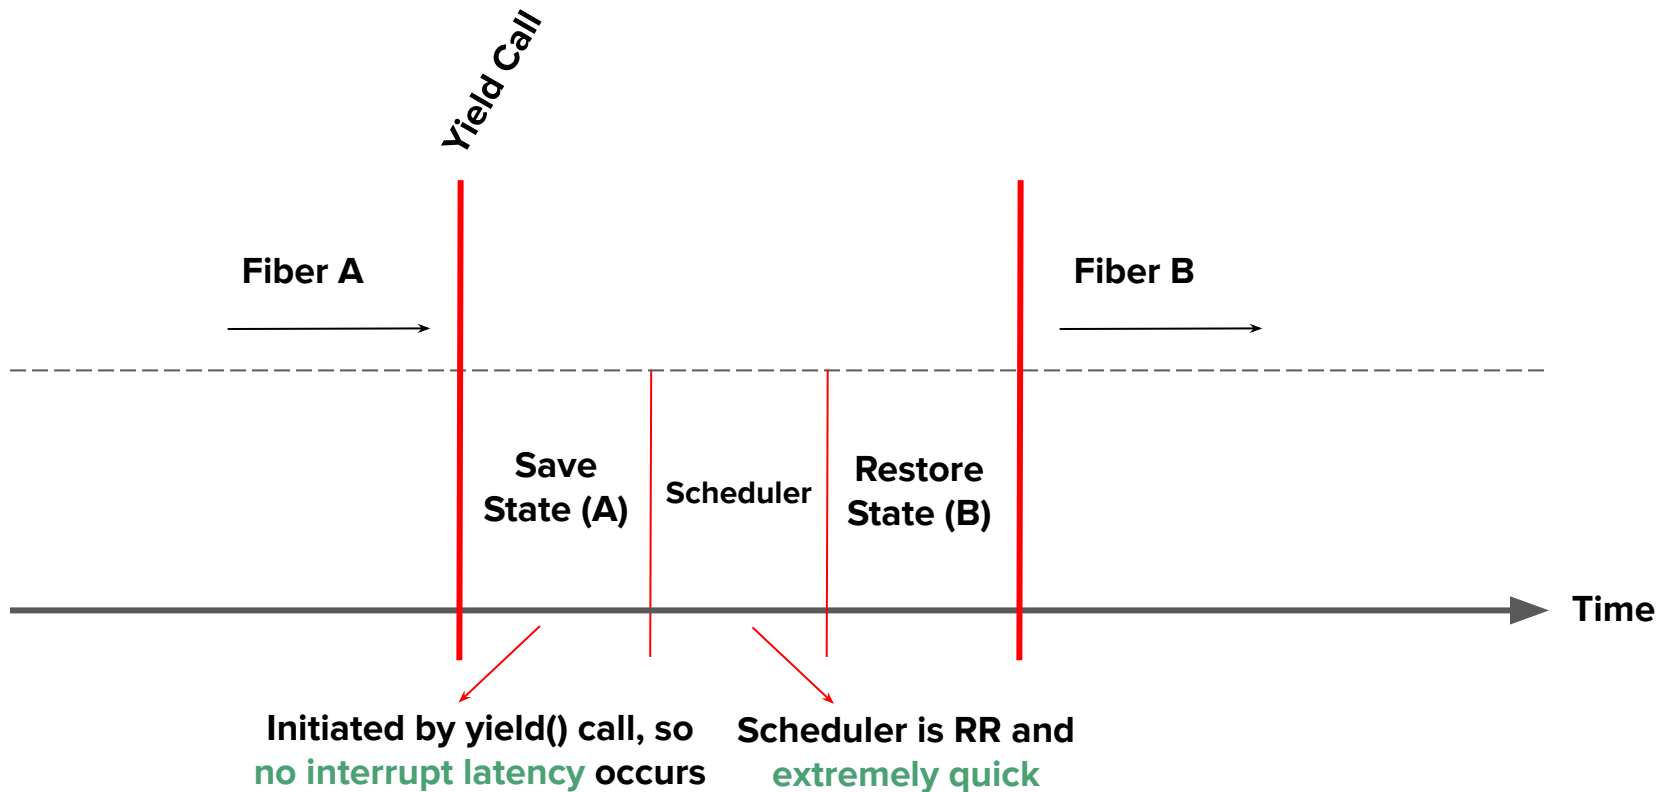 Yield Call
Fiber A
Fiber B
Save
State (A)
Scheduler
Restore
State (B)
Time
Initiated by yield() call, so
no interrupt latency occurs
Scheduler is RR and
extremely quick